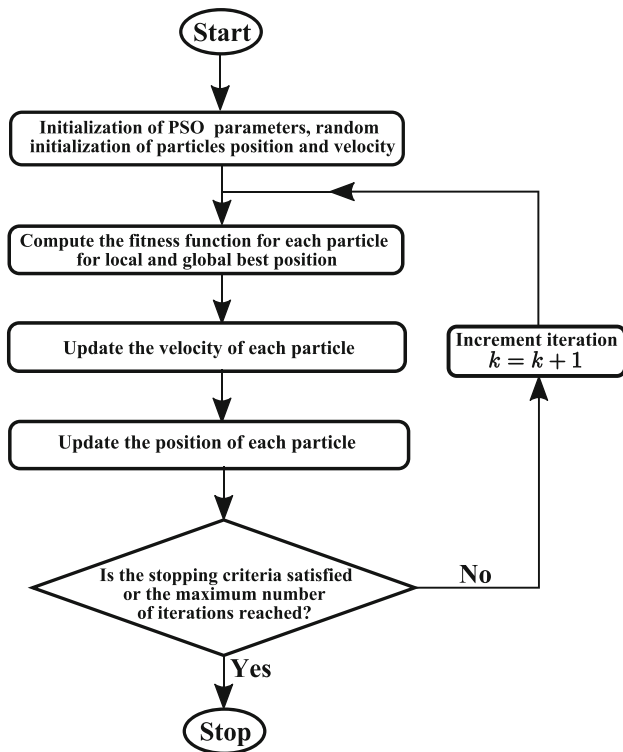 Start
Initialization of PSO parameters, random
initialization of particles position and velocity
Compute the fitness function for each particle
for local and global best position
Update the velocity of each particle
Increment iteration
k = k + 1
Update the position of each particle
Is the stopping criteria satisfied
or the maximum number
of iterations reached?
No
Yes
Stop